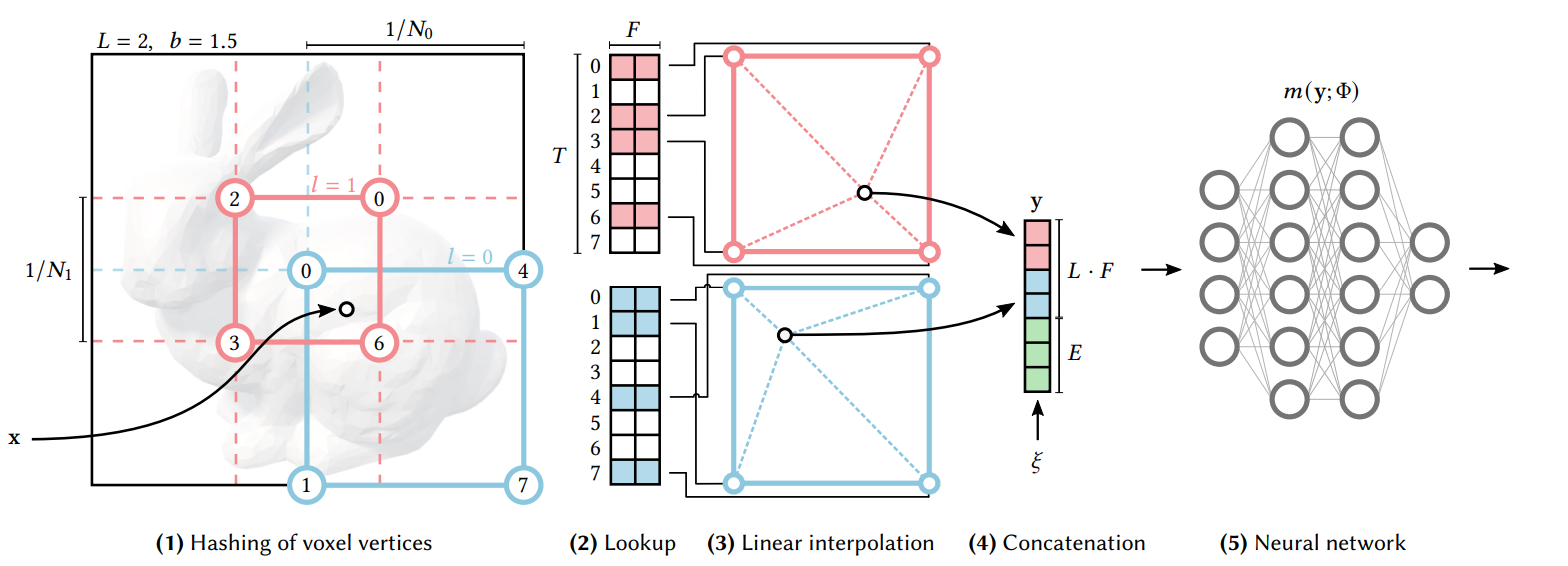 L = 2, b = 1.5
1/N₀
l = 1
2
0
1/N₁
l = 0
0
4
3
6
x
1
7
F
T
0
1
2
3
4
5
6
7
0
1
2
3
4
5
6
7
y
L · F
E
ξ
m(y; Φ)
(1) Hashing of voxel vertices
(2) Lookup
(3) Linear interpolation
(4) Concatenation
(5) Neural network